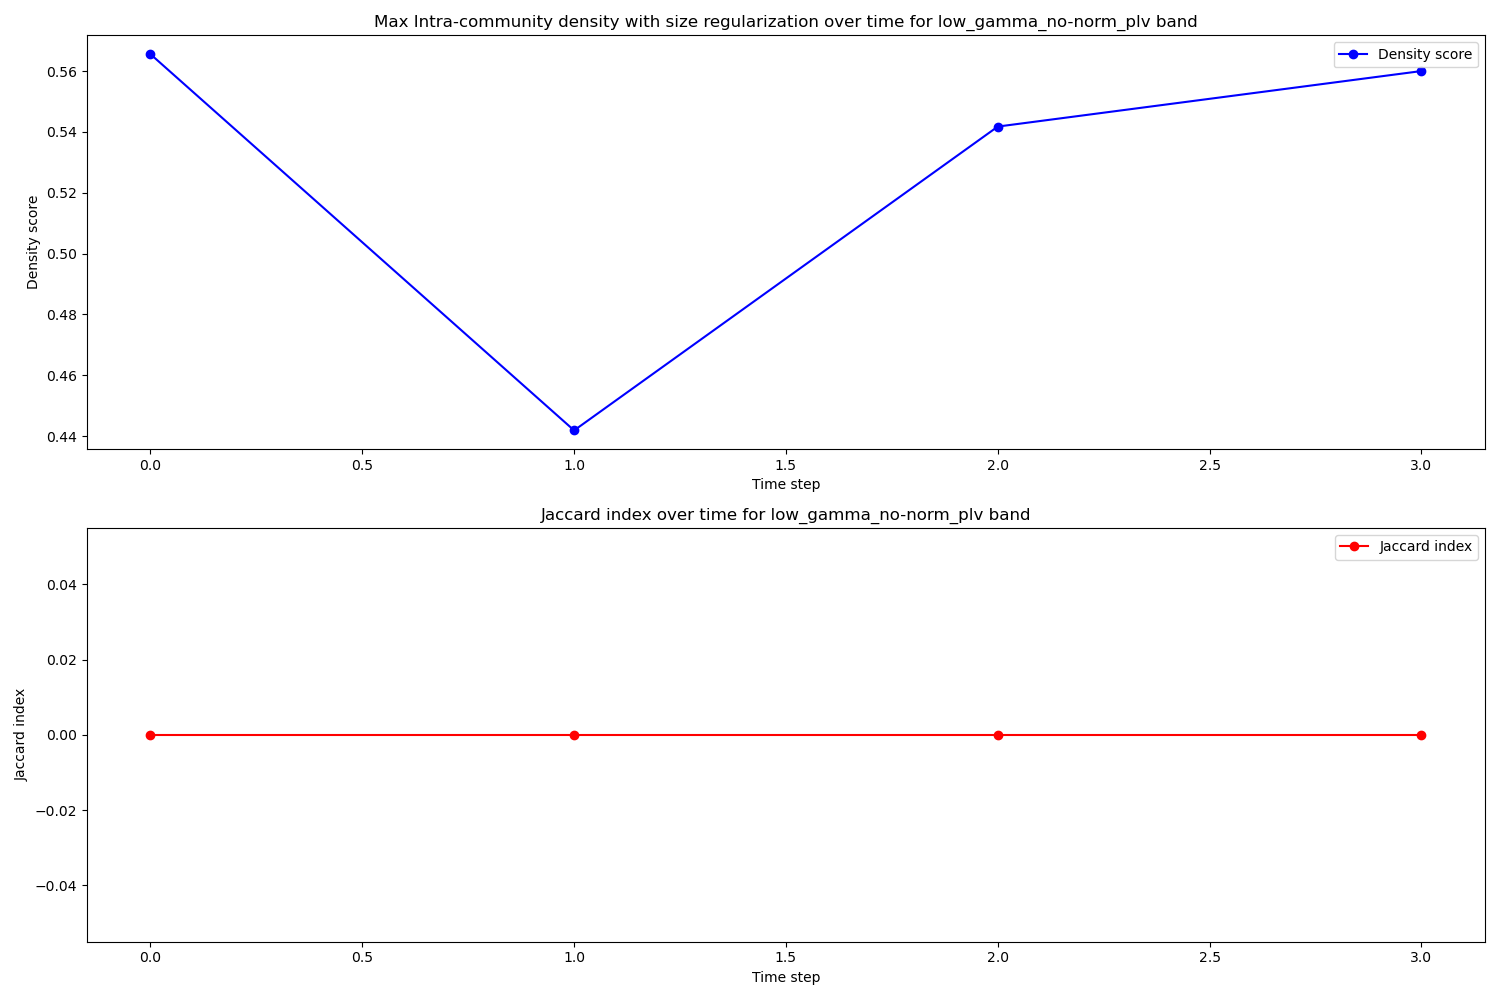 Max Intra-community density with size regularization over time for low_gamma_no-norm_plv band
Density score
0.56
0.54
0.52
0.50
0.48
0.46
0.44
Density score
0.0 0.5 1.0 1.5 2.0 2.5 3.0
Time step
Jaccard index over time for low_gamma_no-norm_plv band
Jaccard index
0.04
0.02
0.00
−0.02
−0.04
Jaccard index
0.0 0.5 1.0 1.5 2.0 2.5 3.0
Time step